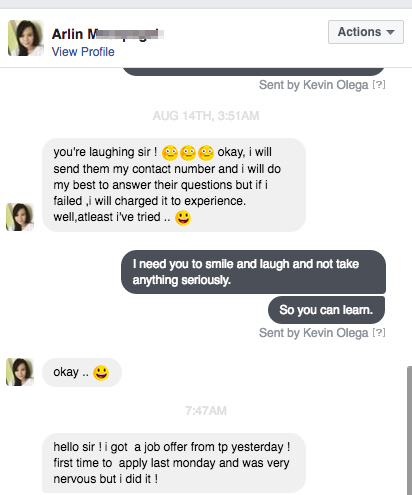 Arlin
Actions
View Profile
Sent by Kevin Olega [?]
AUG 14TH, 3:51AM
you're laughing sir ! 🙄🙄🙄 okay, i will
send them my contact number and i will do
my best to answer their questions but if i
failed ,i will charged it to experience.
well,atleast i've tried .. 😀
I need you to smile and laugh and not take
anything seriously.
So you can learn.
Sent by Kevin Olega [?]
okay .. 😀
7:47AM
hello sir ! i got a job offer from tp yesterday !
first time to apply last monday and was very
nervous but i did it !